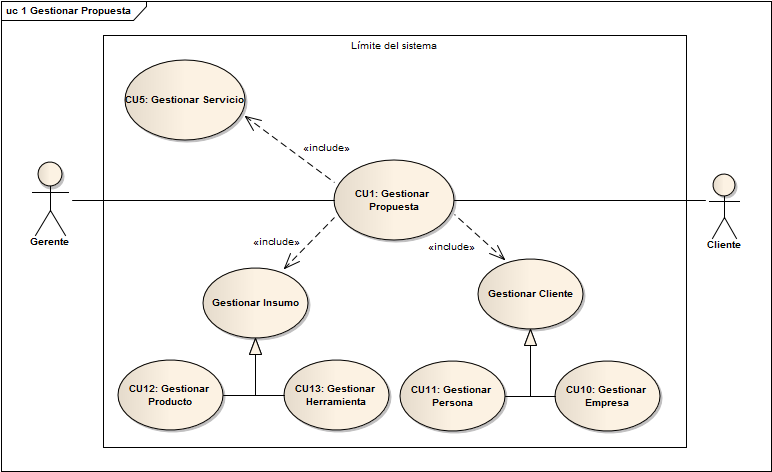 uc 1 Gestionar Propuesta
Límite del sistema
CU5: Gestionar Servicio
«include»
CU1: Gestionar
Propuesta
Gerente
Cliente
«include»
«include»
Gestionar Insumo
Gestionar Cliente
CU12: Gestionar
Producto
CU13: Gestionar
Herramienta
CU11: Gestionar
Persona
CU10: Gestionar
Empresa